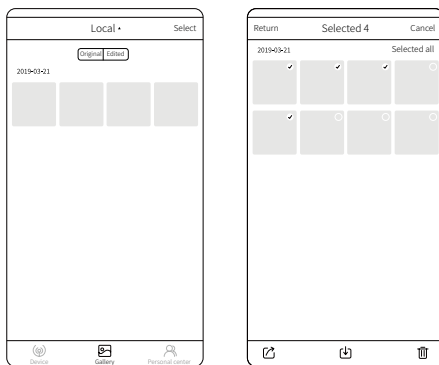 Local
Select
Original
Edited
2019-03-21
Device
Gallery
Personal center
Return
Selected 4
Cancel
2019-03-21
Selected all